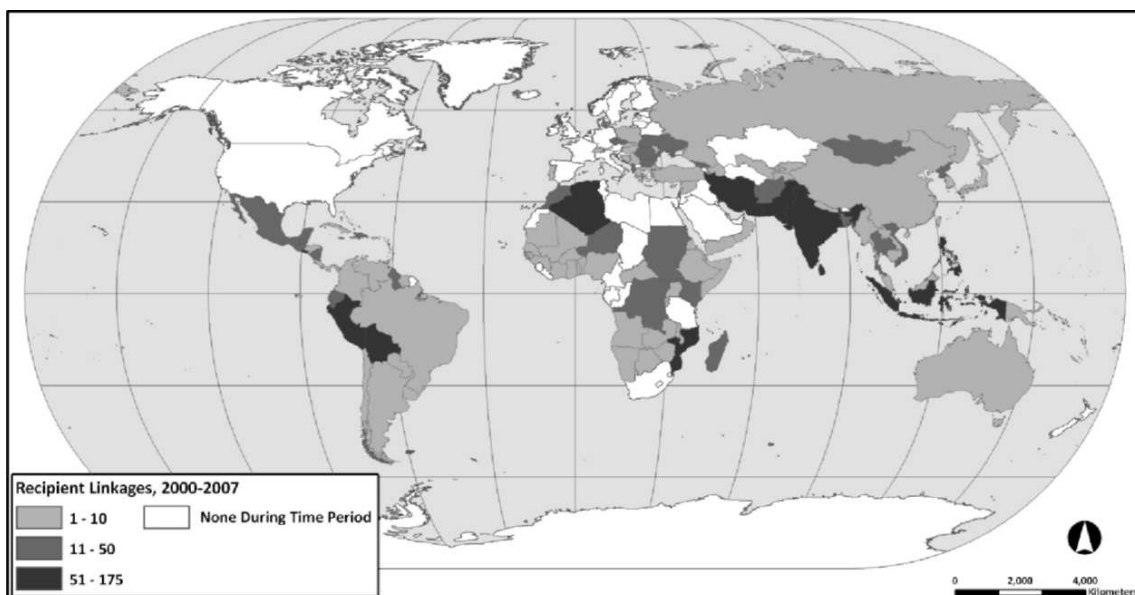 Recipient Linkages, 2000-2007
1 - 10 None During Time Period
11 - 50
51 - 175
0 2,000 4,000
Kilometers